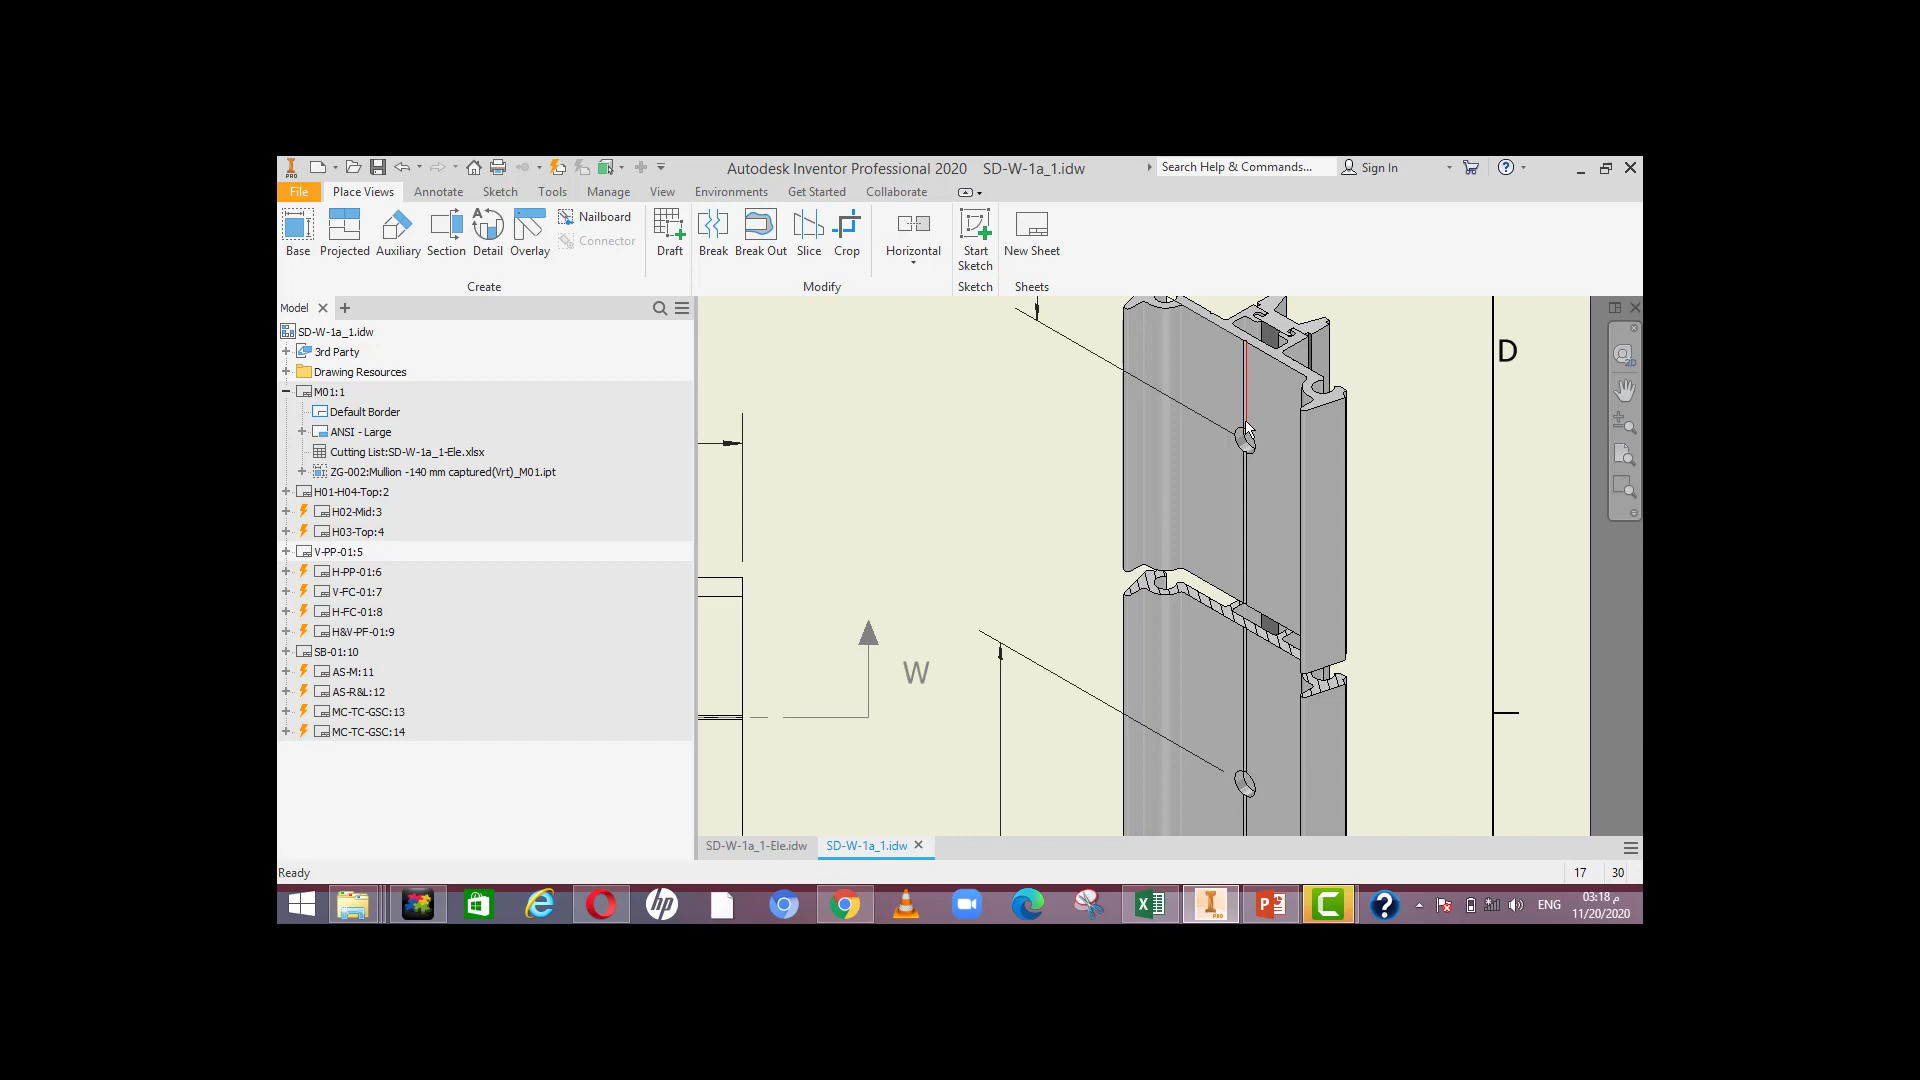 Autodesk Inventor Professional 2020 SD-W-1a_1.idw
Search Help & Commands...
Sign In
PRO
File
Place Views
Annotate
Sketch
Tools
Manage
View
Environments
Get Started
Collaborate
Base
Projected
Auxiliary
Section
Detail
Overlay
Nailboard
Connector
Draft
Break
Break Out
Slice
Crop
Horizontal
Start Sketch
New Sheet
Create
Modify
Sketch
Sheets
Model
SD-W-1a_1.idw
3rd Party
Drawing Resources
M01:1
Default Border
ANSI - Large
Cutting List:SD-W-1a_1-Ele.xlsx
ZG-002:Mullion -140 mm captured(Vrt)_M01.ipt
H01-H04-Top:2
H02-Mid:3
H03-Top:4
V-PP-01:5
H-PP-01:6
V-FC-01:7
H-FC-01:8
H&V-PF-01:9
SB-01:10
AS-M:11
AS-R&L:12
MC-TC-GSC:13
MC-TC-GSC:14
D
W
2D
SD-W-1a_1-Ele.idw
SD-W-1a_1.idw
Ready
17 30
hp
PRO
ENG
03:18 م
11/20/2020